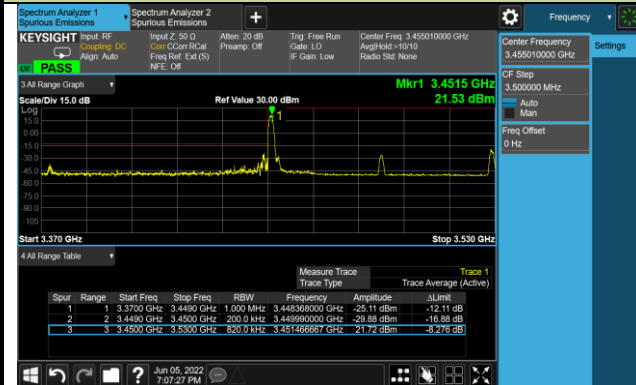 Spectrum Analyzer 1
Spurious Emissions
Spectrum Analyzer 2
Spurious Emissions
Frequency
KEYSIGHT
Input: RF
Coupling: DC
Align: Auto
Input Z: 50 Ω
Corr CCorr RCal
Freq Ref: Ext (S)
NFE: Off
Atten: 20 dB
Preamp: Off
Trig: Free Run
Gate: LO
IF Gain: Low
Center Freq: 3.455010000 GHz
Avg|Hold:>10/10
Radio Std: None
PASS
Center Frequency
3.455010000 GHz
Settings
CF Step
3.500000 MHz
Auto
Man
Freq Offset
0 Hz
3 All Range Graph
Mkr1 3.4515 GHz
Scale/Div 15.0 dB
Ref Value 30.00 dBm
21.53 dBm
Log
15.0
0.00
-15.0
-30.0
-45.0
-60.0
-75.0
-90.0
-105
1
Start 3.370 GHz
Stop 3.530 GHz
4 All Range Table
Measure Trace Trace 1
Trace Type Trace Average (Active)
Spur Range Start Freq Stop Freq RBW Frequency Amplitude ΔLimit
1 1 3.3700 GHz 3.4490 GHz 1.000 MHz 3.448368000 GHz -25.11 dBm -12.11 dB
2 2 3.4490 GHz 3.4500 GHz 200.0 kHz 3.449990000 GHz -29.88 dBm -16.88 dB
3 3 3.4500 GHz 3.5300 GHz 820.0 kHz 3.451466667 GHz 21.72 dBm -8.276 dB
Jun 05, 2022
7:07:27 PM